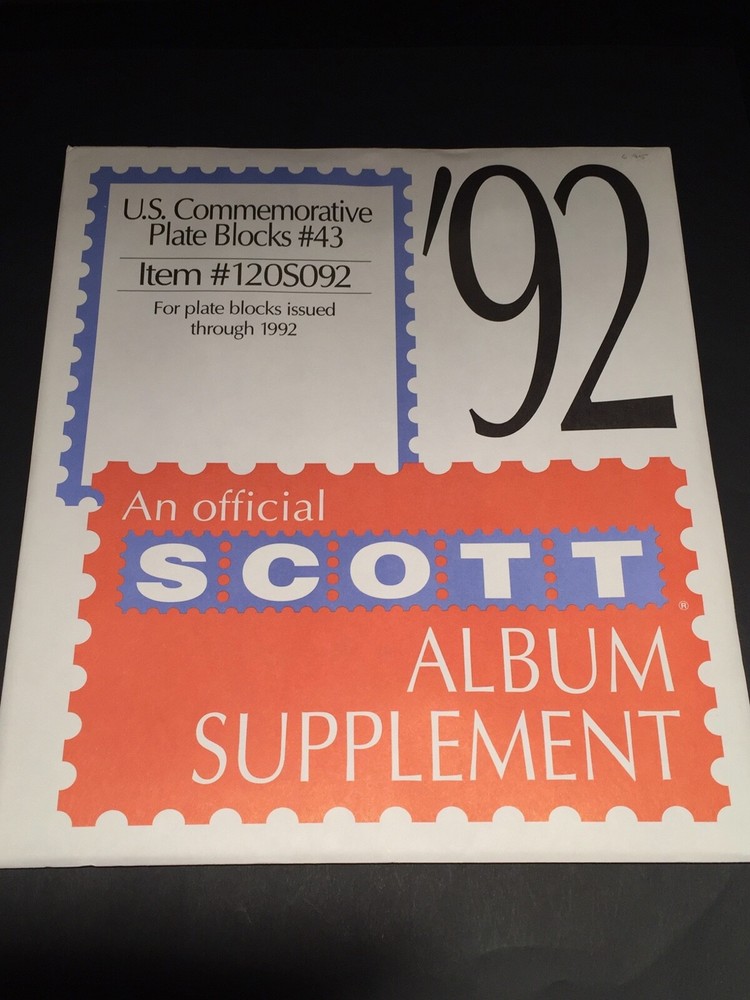 U.S. Commemorative
Plate Blocks #43
Item #120S092
For plate blocks issued
through 1992
'92
An official
SCOTT
®
ALBUM
SUPPLEMENT